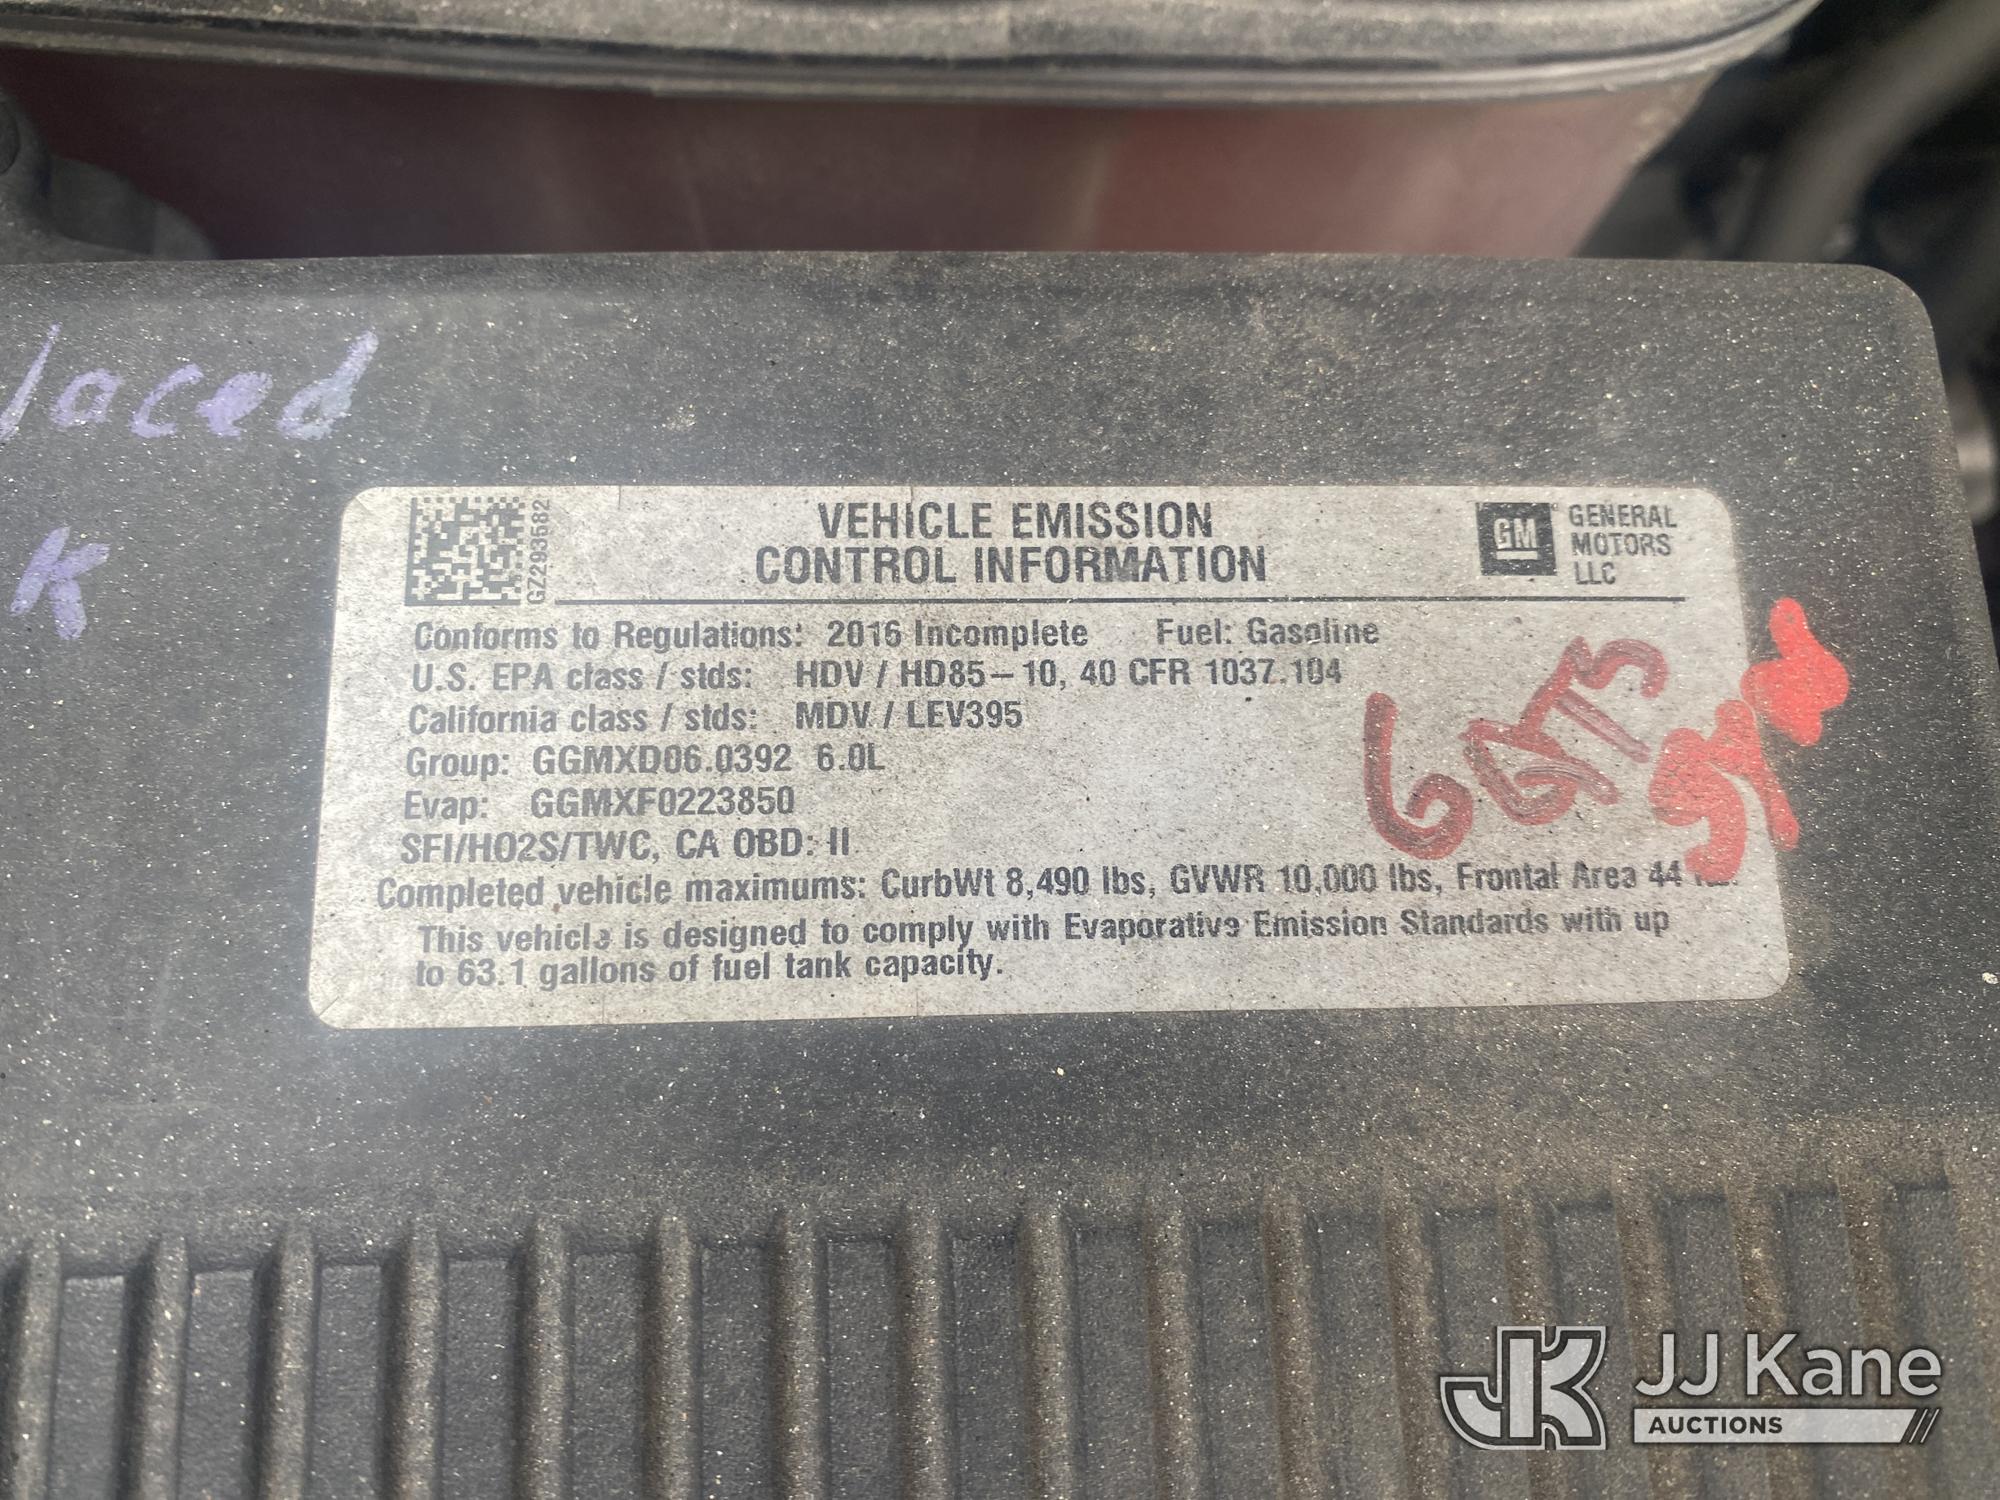 laced
K
GZ293582
VEHICLE EMISSION
CONTROL INFORMATION
GM
GENERAL
MOTORS
LLC
Conforms to Regulations: 2016 Incomplete Fuel: Gasoline
U.S. EPA class / stds: HDV / HD85-10, 40 CFR 1037.104
California class / stds: MDV / LEV395
Group: GGMXD06.0392 6.0L
Evap: GGMXF0223850
SFI/HO2S/TWC, CA OBD: II
Completed vehicle maximums: CurbWt 8,490 lbs, GVWR 10,000 lbs, Frontal Area 44
This vehicle is designed to comply with Evaporative Emission Standards with up
to 63.1 gallons of fuel tank capacity.
JK
JJ Kane
AUCTIONS